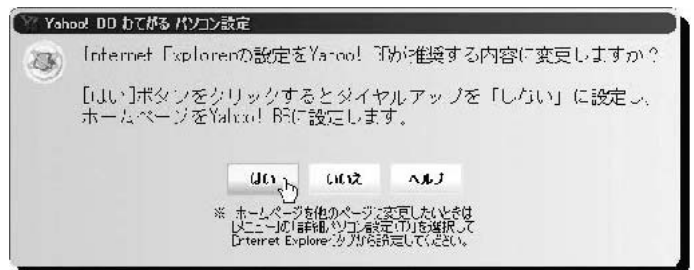 Yahoo! BB おてがる パソコン設定
Internet Explorerの設定をYahoo! BBが推奨する内容に変更しますか？
[はい]ボタンをクリックするとダイヤルアップを「しない」に設定し、
ホームページをYahoo! BBに設定します。
はい いいえ ヘルプ
※ ホームページを他のページに変更したいときは
[メニュー]の「詳細パソコン設定(T)」を選択して
[Internet Explorer]タブから設定してください。